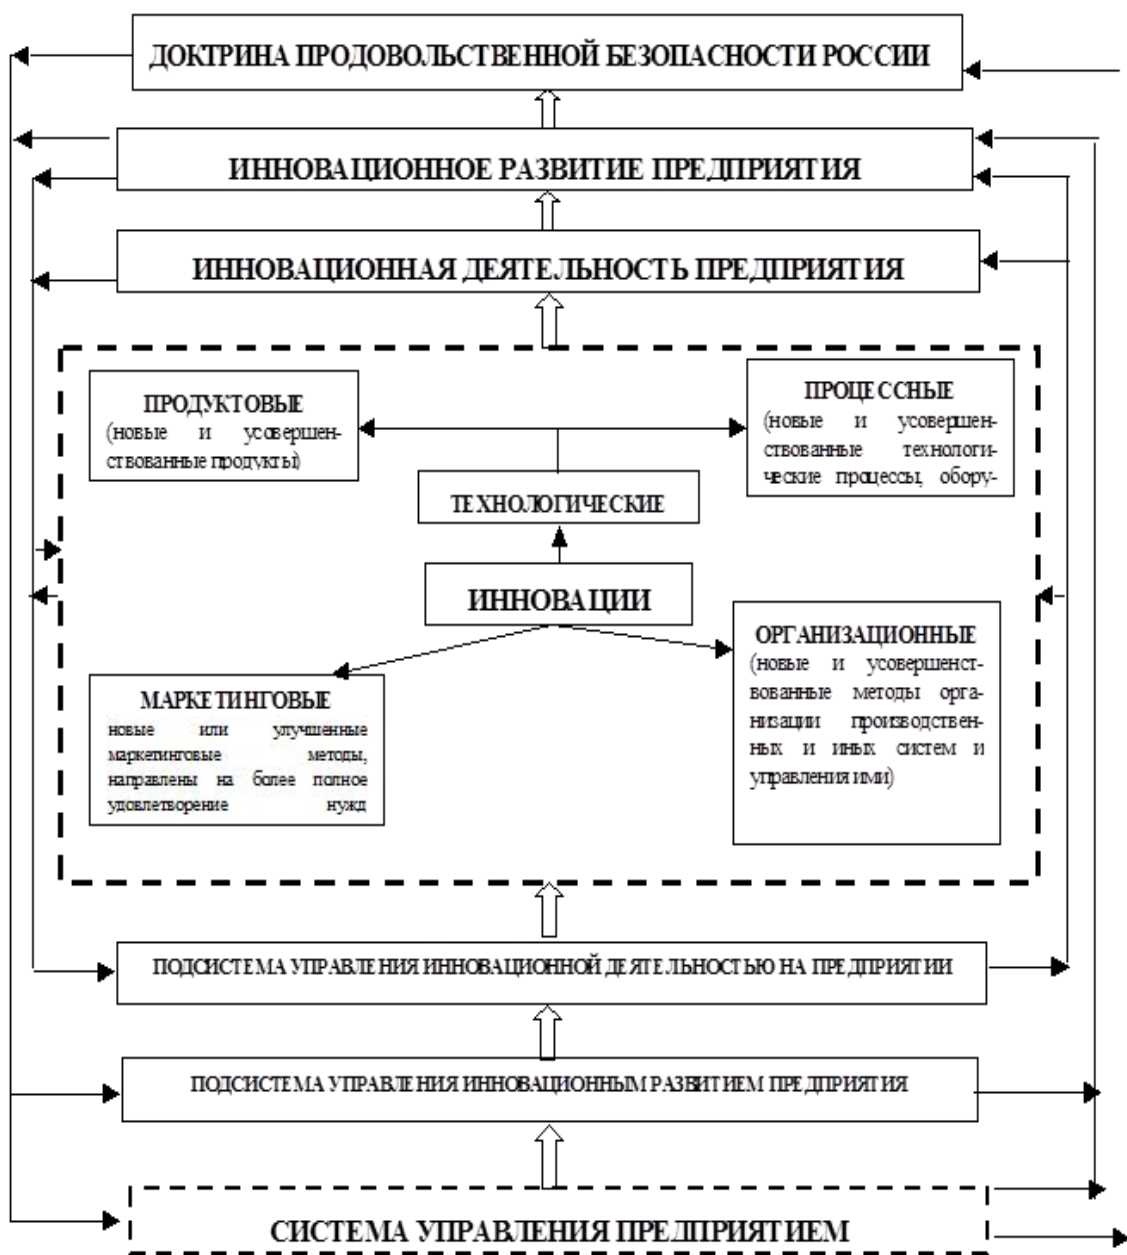 ДОКТРИНА ПРОДОВОЛЬСТВЕННОЙ БЕЗОПАСНОСТИ РОССИИ
ИННОВАЦИОННОЕ РАЗВИТИЕ ПРЕДПРИЯТИЯ
ИННОВАЦИОННАЯ ДЕЯТЕЛЬНОСТЬ ПРЕДПРИЯТИЯ
ПРОДУКТОВЫЕ
(новые и усовершен-
ствованные продукты)
ПРОЦЕССНЫЕ
(новые и усовершен-
ствованные технологи-
ческие процессы, обору-
ТЕХНОЛОГИЧЕСКИЕ
ИННОВАЦИИ
МАРКЕТИНГОВЫЕ
новые или улучшенные
маркетинговые методы,
направлены на более полное
удовлетворение нужд
ОРГАНИЗАЦИОННЫЕ
(новые и усовершенст-
вованные методы орга-
низации производствен-
ных и иных систем и
управления ими)
ПОДСИСТЕМА УПРАВЛЕНИЯ ИННОВАЦИОННОЙ ДЕЯТЕЛЬНОСТЬЮ НА ПРЕДПРИЯТИИ
ПОДСИСТЕМА УПРАВЛЕНИЯ ИННОВАЦИОННЫМ РАЗВИТИЕМ ПРЕДПРИЯТИЯ
СИСТЕМА УПРАВЛЕНИЯ ПРЕДПРИЯТИЕМ